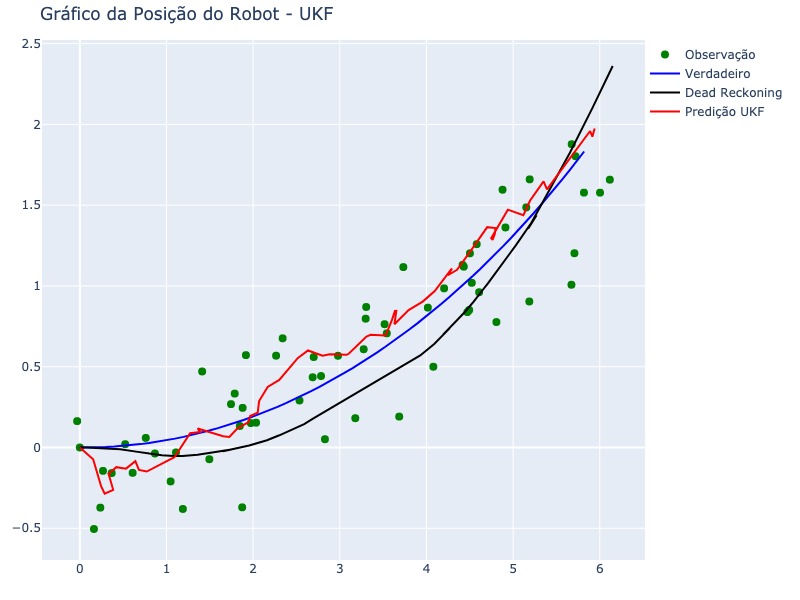 Gráfico da Posição do Robot - UKF
2.5
2
1.5
1
0.5
0
−0.5
0 1 2 3 4 5 6
Observação
Verdadeiro
Dead Reckoning
Predição UKF